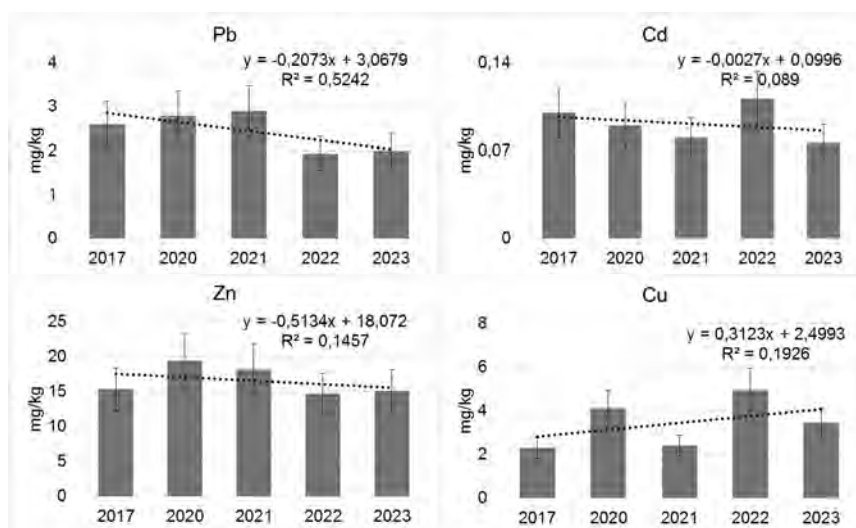 Pb
y = -0,2073x + 3,0679
R² = 0,5242
mg/kg
4
3
2
1
0
2017 2020 2021 2022 2023
Cd
y = -0,0027x + 0,0996
R² = 0,089
mg/kg
0,14
0,07
0
2017 2020 2021 2022 2023
Zn
y = -0,5134x + 18,072
R² = 0,1457
mg/kg
25
20
15
10
5
0
2017 2020 2021 2022 2023
Cu
y = 0,3123x + 2,4993
R² = 0,1926
mg/kg
8
6
4
2
0
2017 2020 2021 2022 2023